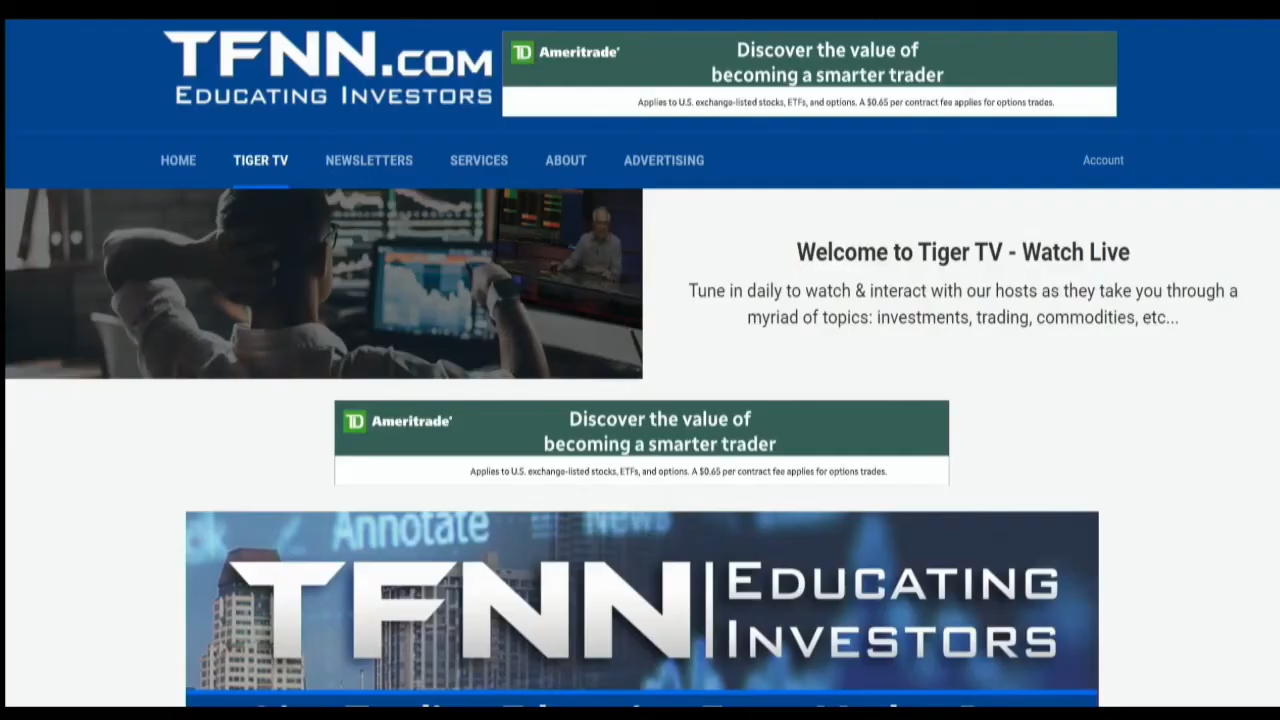 TFNN.COM
EDUCATING INVESTORS
TD Ameritrade
Discover the value of
becoming a smarter trader
Applies to U.S. exchange-listed stocks, ETFs, and options. A $0.65 per contract fee applies for options trades.
HOME TIGER TV NEWSLETTERS SERVICES ABOUT ADVERTISING Account
Welcome to Tiger TV - Watch Live
Tune in daily to watch & interact with our hosts as they take you through a
myriad of topics: investments, trading, commodities, etc...
TD Ameritrade
Discover the value of
becoming a smarter trader
Applies to U.S. exchange-listed stocks, ETFs, and options. A $0.65 per contract fee applies for options trades.
Annotate News
TFNN EDUCATING
INVESTORS